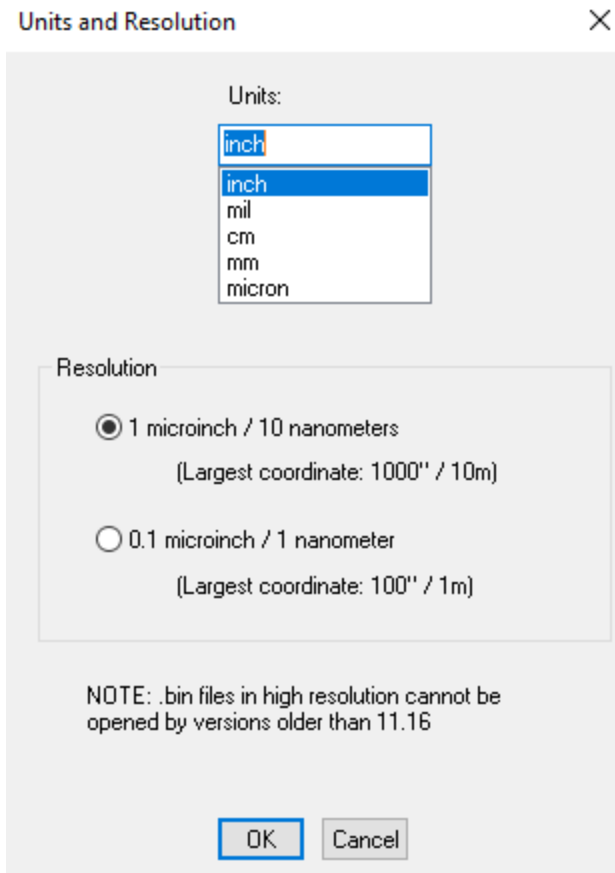 Units and Resolution
Units:
inch
inch
mil
cm
mm
micron
Resolution
1 microinch / 10 nanometers
(Largest coordinate: 1000" / 10m)
0.1 microinch / 1 nanometer
(Largest coordinate: 100" / 1m)
NOTE: .bin files in high resolution cannot be
opened by versions older than 11.16
OK
Cancel